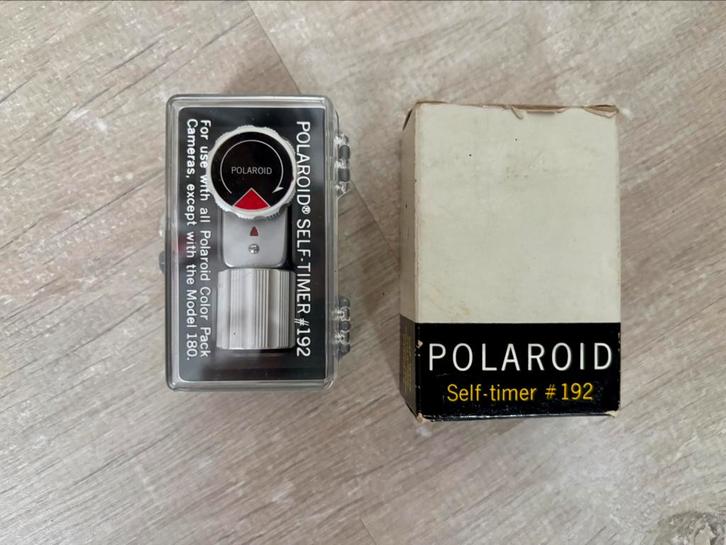 POLAROID® SELF-TIMER #192
POLAROID
For use with all Polaroid Color Pack
Cameras, except with the Model 180.
POLAROID
Self-timer #192